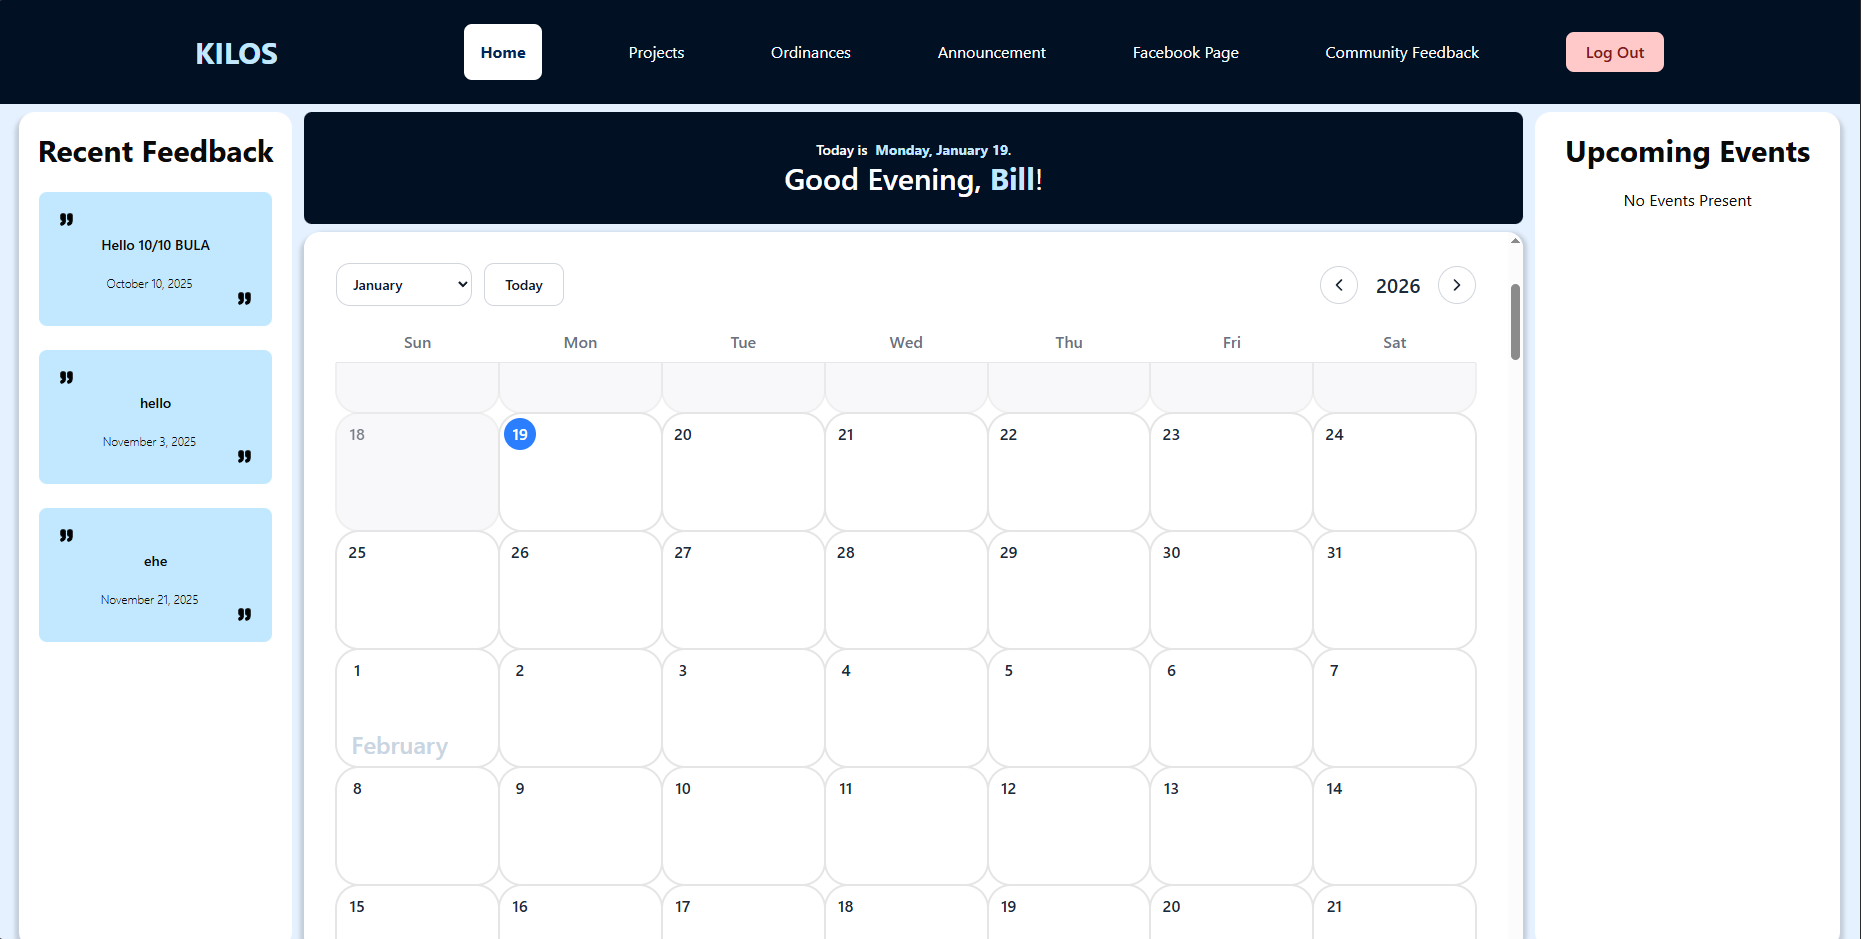 KILOS
Home
Projects
Ordinances
Announcement
Facebook Page
Community Feedback
Log Out
Recent Feedback
Hello 10/10 BULA
October 10, 2025
hello
November 3, 2025
ehe
November 21, 2025
Today is Monday, January 19.
Good Evening, Bill!
January
Today
2026
Sun Mon Tue Wed Thu Fri Sat
18 19 20 21 22 23 24
25 26 27 28 29 30 31
1 2 3 4 5 6 7
February
8 9 10 11 12 13 14
15 16 17 18 19 20 21
Upcoming Events
No Events Present